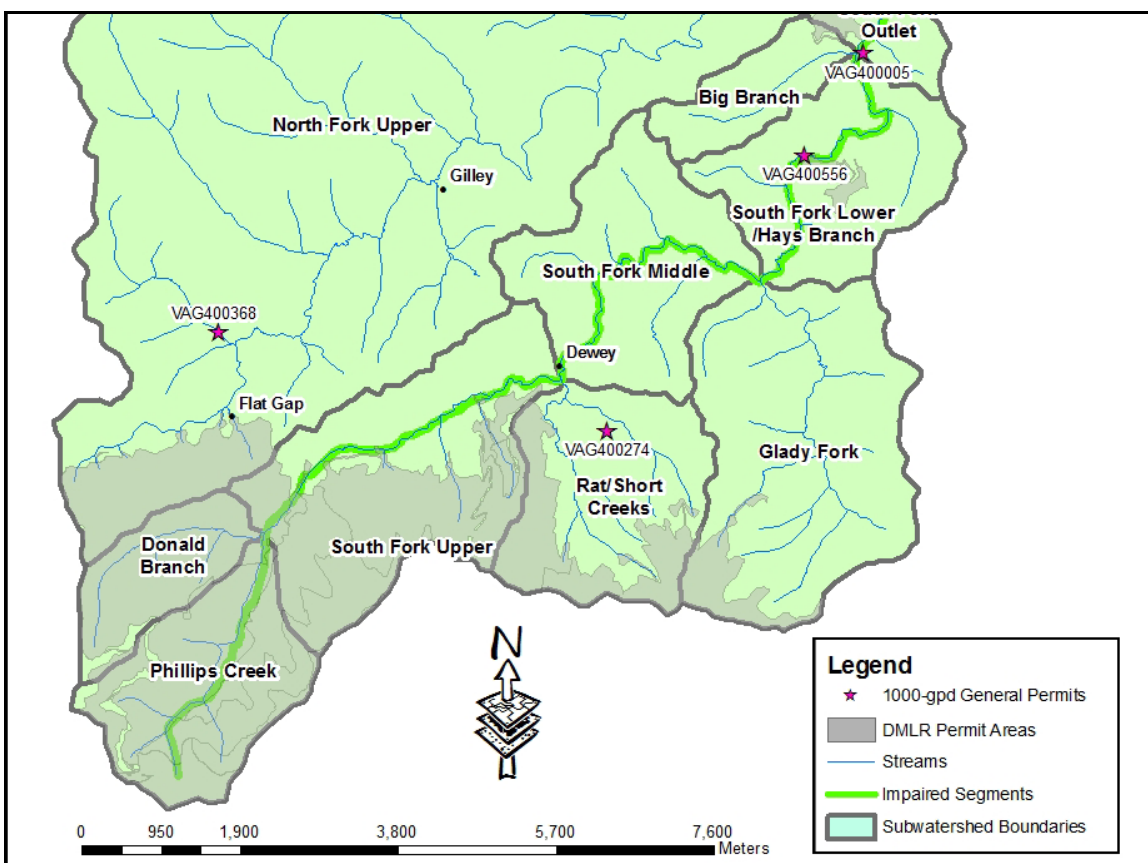 Outlet
VAG400005
Big Branch
North Fork Upper
VAG400556
Gilley
South Fork Lower
/Hays Branch
South Fork Middle
VAG400368
Dewey
Flat Gap
VAG400274
Glady Fork
Rat/Short
Creeks
Donald
Branch
South Fork Upper
Phillips Creek
N
Legend
1000-gpd General Permits
DMLR Permit Areas
Streams
Impaired Segments
Subwatershed Boundaries
0 950 1,900 3,800 5,700 7,600
Meters